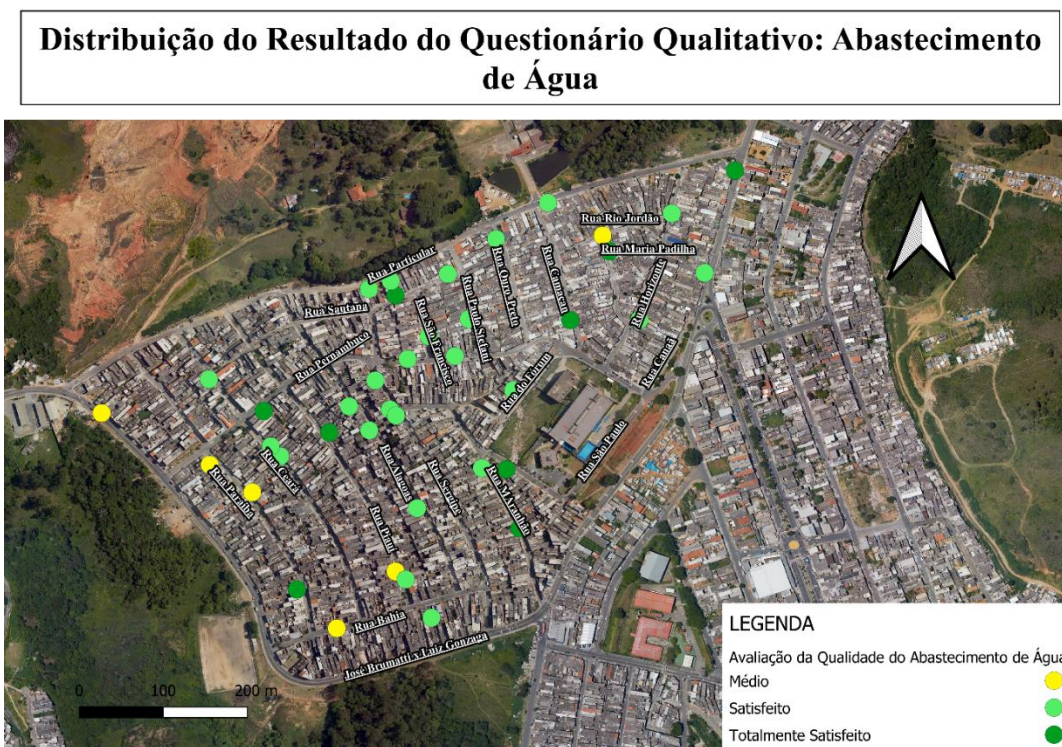 Distribuição do Resultado do Questionário Qualitativo: Abastecimento
de Água
Rua Rio Jordão
Rua Maria Padilha
Rua Particular
Rua Santana
Rua Ouro Preto
Rua Camacan
Rua Horizonte
Rua Paulo Stefani
Rua São Francisco
Rua Pernambuco
Rua Canaã
Rua do Fórum
Rua São Paulo
Rua Ceará
Rua Paraíba
Rua Alagoas
Rua Sergipe
Rua MAranhão
Rua Piauí
Rua Bahia
José Brumatti x Luiz Gonzaga
0 100 200 m
LEGENDA
Avaliação da Qualidade do Abastecimento de Água
Médio
Satisfeito
Totalmente Satisfeito